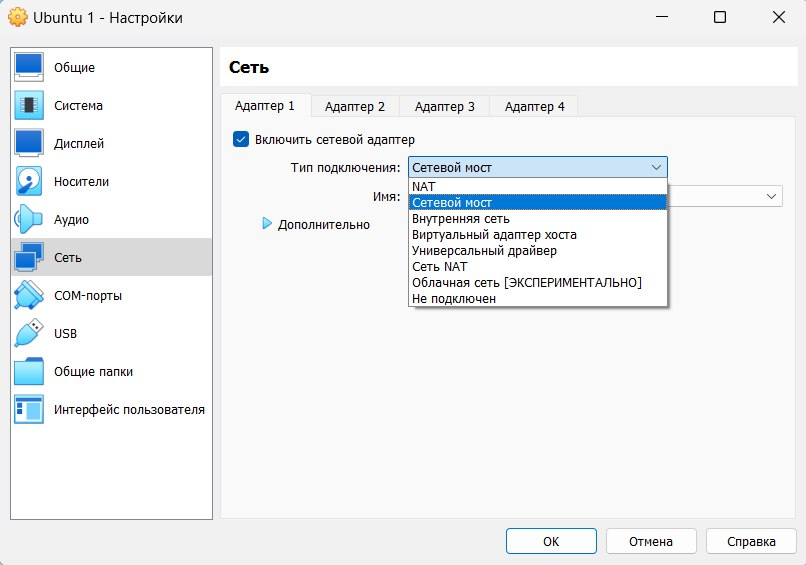 Ubuntu 1 - Настройки
Общие
Система
Дисплей
Носители
Аудио
Сеть
COM-порты
USB
Общие папки
Интерфейс пользователя
Сеть
Адаптер 1
Адаптер 2
Адаптер 3
Адаптер 4
Включить сетевой адаптер
Тип подключения:
Сетевой мост
NAT
Сетевой мост
Внутренняя сеть
Виртуальный адаптер хоста
Универсальный драйвер
Сеть NAT
Облачная сеть [ЭКСПЕРИМЕНТАЛЬНО]
Не подключен
Имя:
Дополнительно
OK
Отмена
Справка